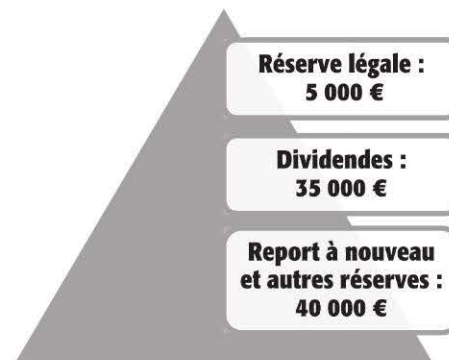 Réserve légale :
5 000 €
Dividendes :
35 000 €
Report à nouveau
et autres réserves :
40 000 €